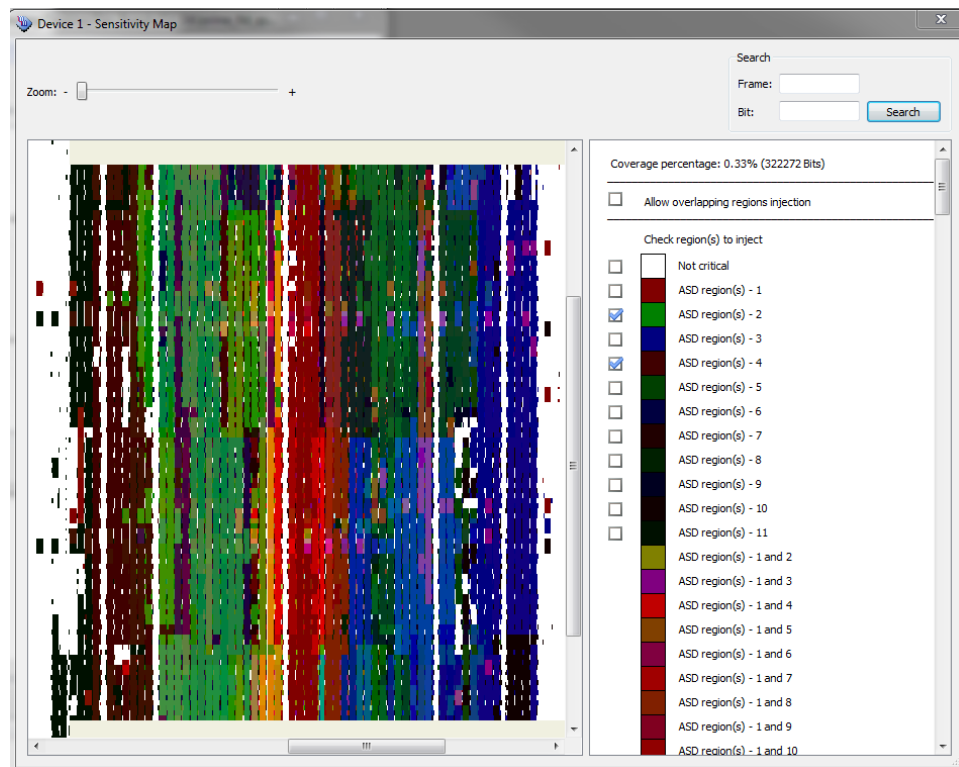 Device 1 - Sensitivity Map
Search
Zoom: - +
Frame:
Bit:
Search
Coverage percentage: 0.33% (322272 Bits)
Allow overlapping regions injection
Check region(s) to inject
Not critical
ASD region(s) - 1
ASD region(s) - 2
ASD region(s) - 3
ASD region(s) - 4
ASD region(s) - 5
ASD region(s) - 6
ASD region(s) - 7
ASD region(s) - 8
ASD region(s) - 9
ASD region(s) - 10
ASD region(s) - 11
ASD region(s) - 1 and 2
ASD region(s) - 1 and 3
ASD region(s) - 1 and 4
ASD region(s) - 1 and 5
ASD region(s) - 1 and 6
ASD region(s) - 1 and 7
ASD region(s) - 1 and 8
ASD region(s) - 1 and 9
ASD region(s) - 1 and 10